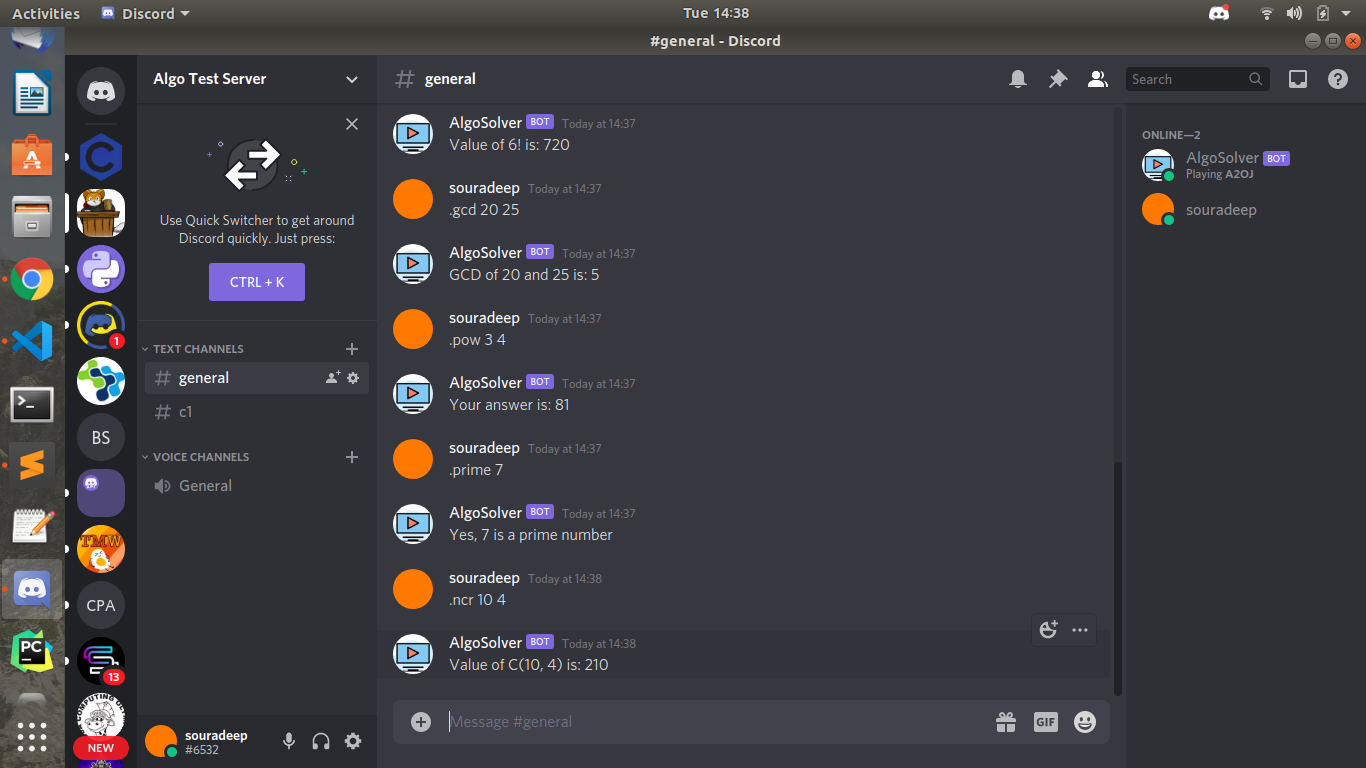 Activities
Discord
Tue 14:38
#general - Discord
Algo Test Server
general
Search
Use Quick Switcher to get around
Discord quickly. Just press:
CTRL + K
TEXT CHANNELS
general
c1
VOICE CHANNELS
General
1
BS
TMW
CPA
PC
13
COMPUTING
NEW
souradeep
#6532
AlgoSolver BOT Today at 14:37
Value of 6! is: 720
souradeep Today at 14:37
.gcd 20 25
AlgoSolver BOT Today at 14:37
GCD of 20 and 25 is: 5
souradeep Today at 14:37
.pow 3 4
AlgoSolver BOT Today at 14:37
Your answer is: 81
souradeep Today at 14:37
.prime 7
AlgoSolver BOT Today at 14:37
Yes, 7 is a prime number
souradeep Today at 14:38
.ncr 10 4
AlgoSolver BOT Today at 14:38
Value of C(10, 4) is: 210
Message #general
GIF
ONLINE—2
AlgoSolver BOT
Playing A2OJ
souradeep